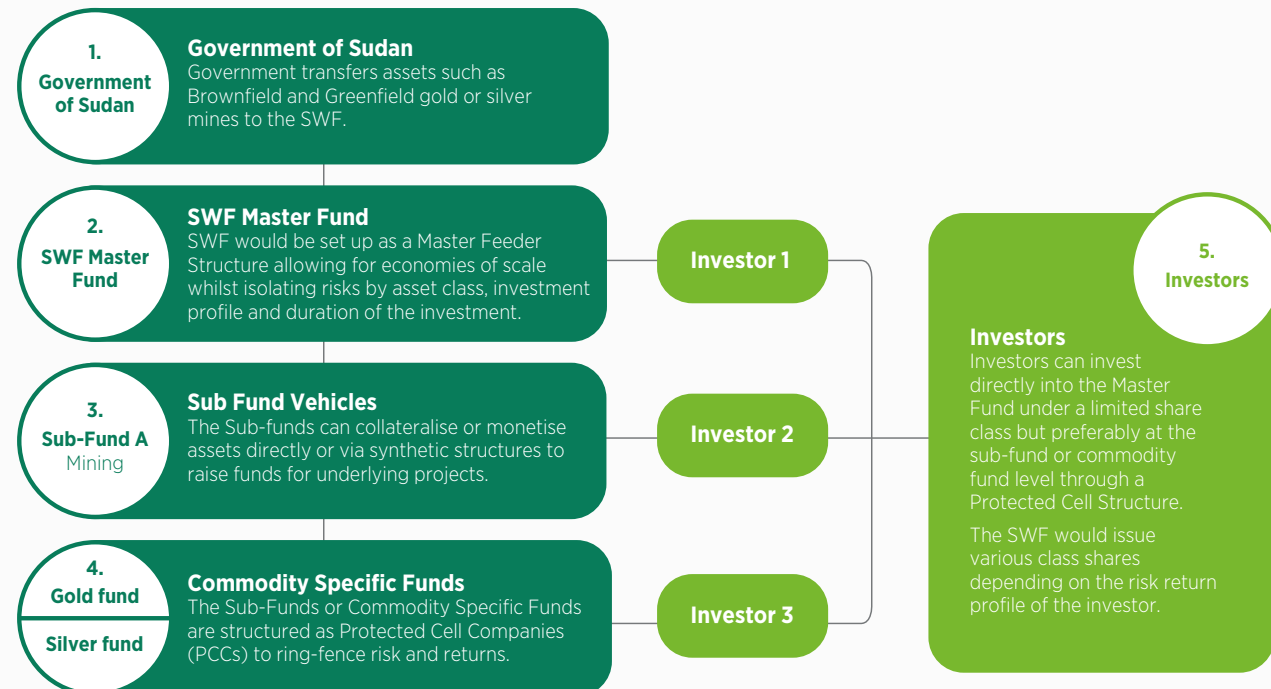 1.
Government
of Sudan
Government of Sudan
Government transfers assets such as
Brownfield and Greenfield gold or silver
mines to the SWF.
2.
SWF Master
Fund
SWF Master Fund
SWF would be set up as a Master Feeder
Structure allowing for economies of scale
whilst isolating risks by asset class, investment
profile and duration of the investment.
Investor 1
3.
Sub-Fund A
Mining
Sub Fund Vehicles
The Sub-funds can collateralise or monetise
assets directly or via synthetic structures to
raise funds for underlying projects.
Investor 2
4.
Gold fund
Silver fund
Commodity Specific Funds
The Sub-Funds or Commodity Specific Funds
are structured as Protected Cell Companies
(PCCs) to ring-fence risk and returns.
Investor 3
5.
Investors
Investors
Investors can invest
directly into the Master
Fund under a limited share
class but preferably at the
sub-fund or commodity
fund level through a
Protected Cell Structure.
The SWF would issue
various class shares
depending on the risk return
profile of the investor.